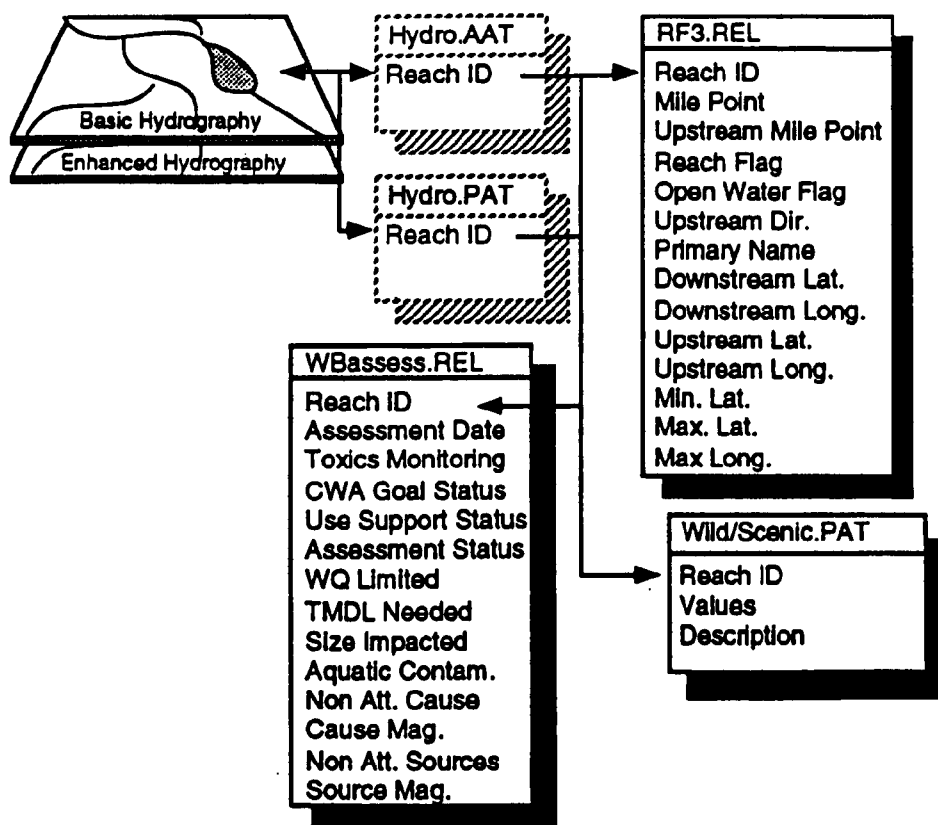 Basic Hydrography
Enhanced Hydrography
Hydro.AAT
Reach ID
Hydro.PAT
Reach ID
RF3.REL
Reach ID
Mile Point
Upstream Mile Point
Reach Flag
Open Water Flag
Upstream Dir.
Primary Name
Downstream Lat.
Downstream Long.
Upstream Lat.
Upstream Long.
Min. Lat.
Max. Lat.
Max Long.
WBassess.REL
Reach ID
Assessment Date
Toxics Monitoring
CWA Goal Status
Use Support Status
Assessment Status
WQ Limited
TMDL Needed
Size Impacted
Aquatic Contam.
Non Att. Cause
Cause Mag.
Non Att. Sources
Source Mag.
Wild/Scenic.PAT
Reach ID
Values
Description